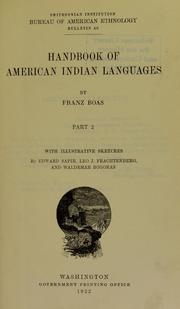 SMITHSONIAN INSTITUTION
BUREAU OF AMERICAN ETHNOLOGY
BULLETIN 40
HANDBOOK OF
AMERICAN INDIAN LANGUAGES
BY
FRANZ BOAS
PART 2
WITH ILLUSTRATIVE SKETCHES
By EDWARD SAPIR, LEO J. FRACHTENBERG,
AND WALDEMAR BOGORAS
WASHINGTON
GOVERNMENT PRINTING OFFICE
1922